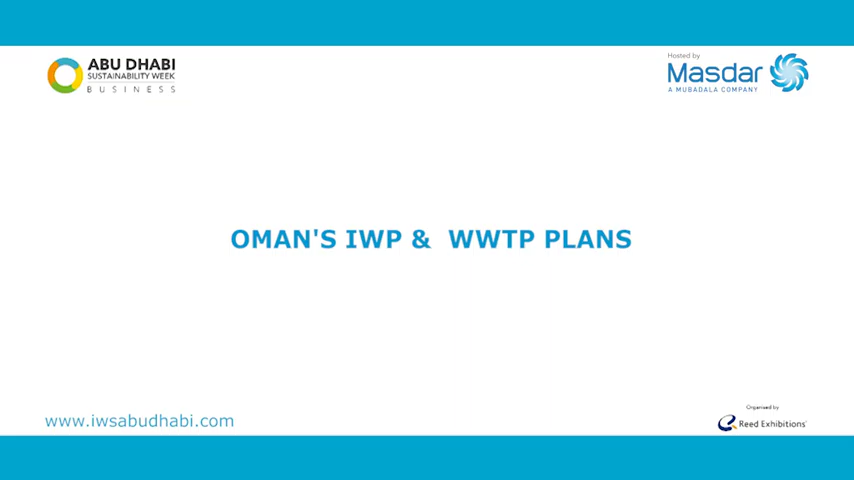 ABU DHABI
SUSTAINABILITY WEEK
BUSINESS
Hosted by
Masdar
A MUBADALA COMPANY
OMAN'S IWP & WWTP PLANS
www.iwsabudhabi.com
Organised by
Reed Exhibitions